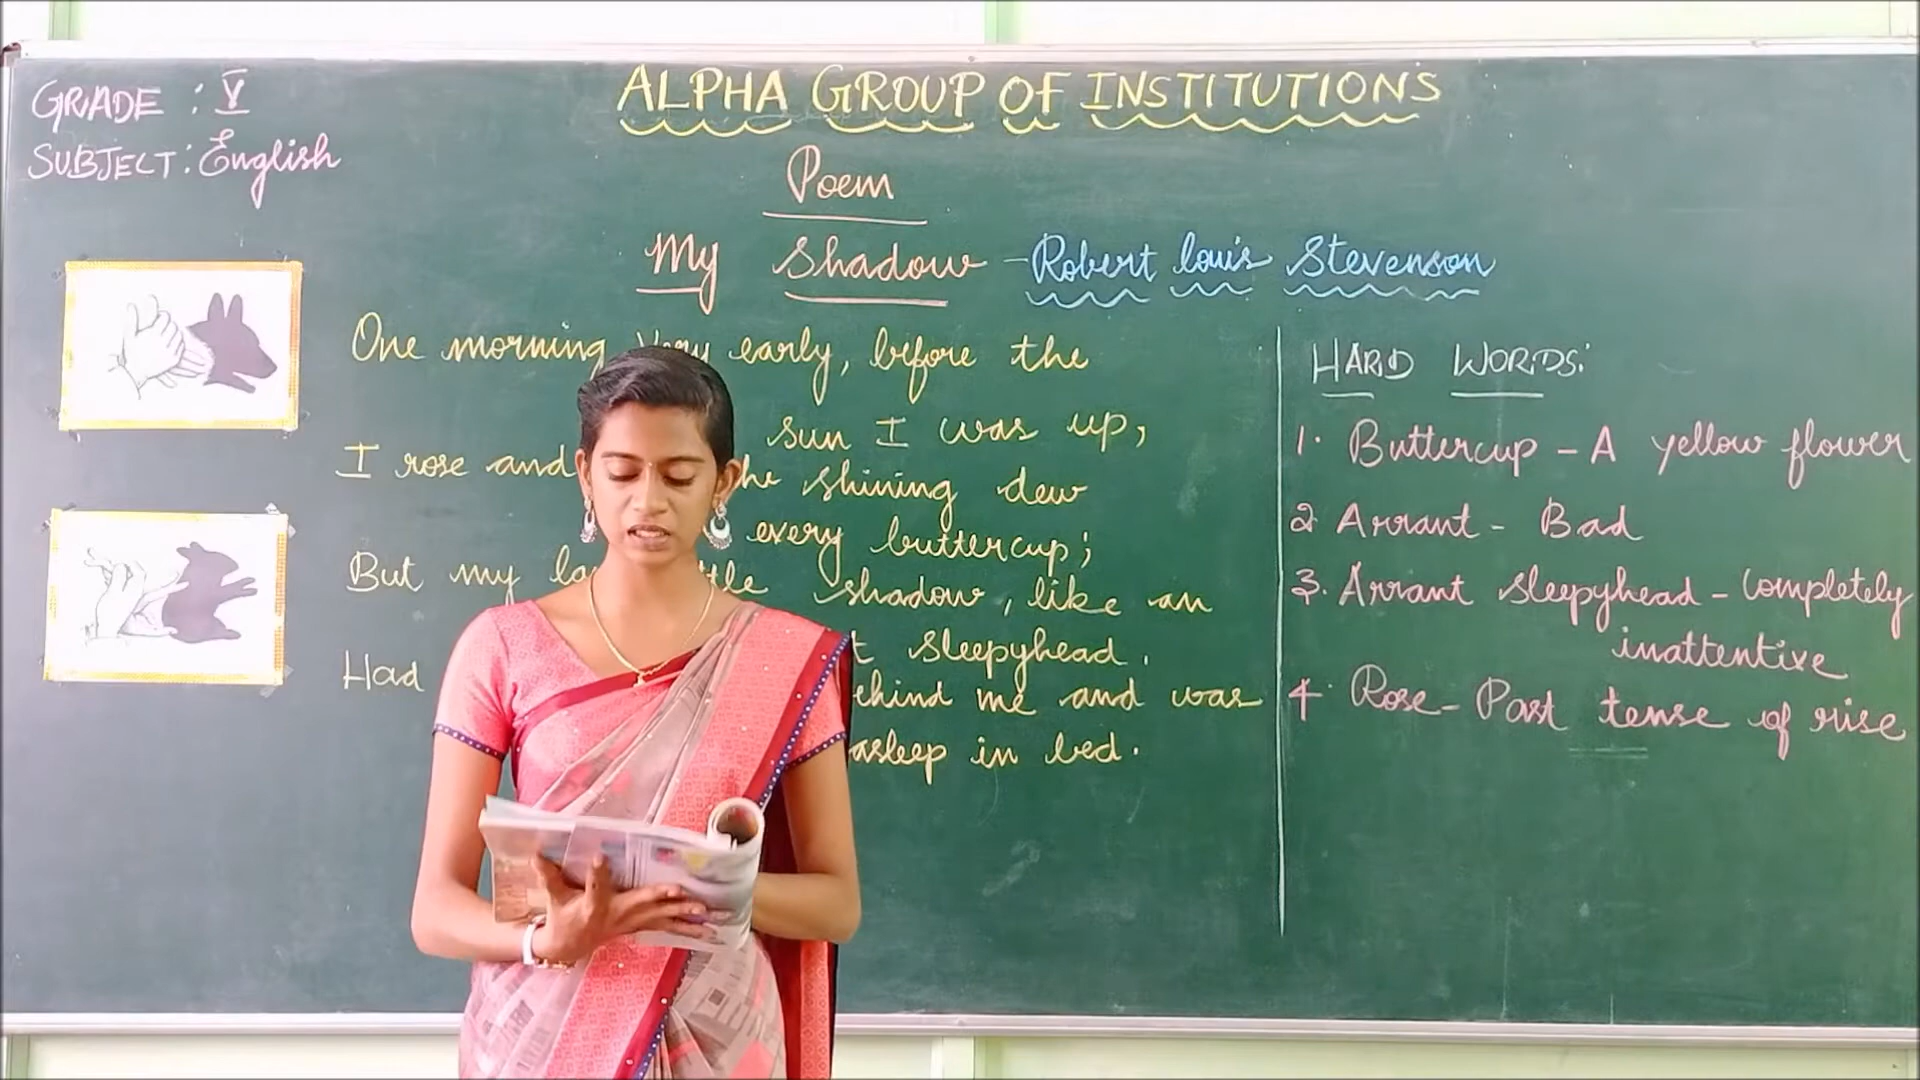 GRADE : V
SUBJECT : English
ALPHA GROUP OF INSTITUTIONS
Poem
My Shadow - Robert Louis Stevenson
One morning very early, before the
sun I was up,
I rose and the shining dew
every buttercup;
But my little shadow, like an
sleepyhead.
Had behind me and was
asleep in bed.
HARD WORDS:
1. Buttercup - A yellow flower
2 Arrant - Bad
3. Arrant sleepyhead - Completely
inattentive
4. Rose - Past tense of rise